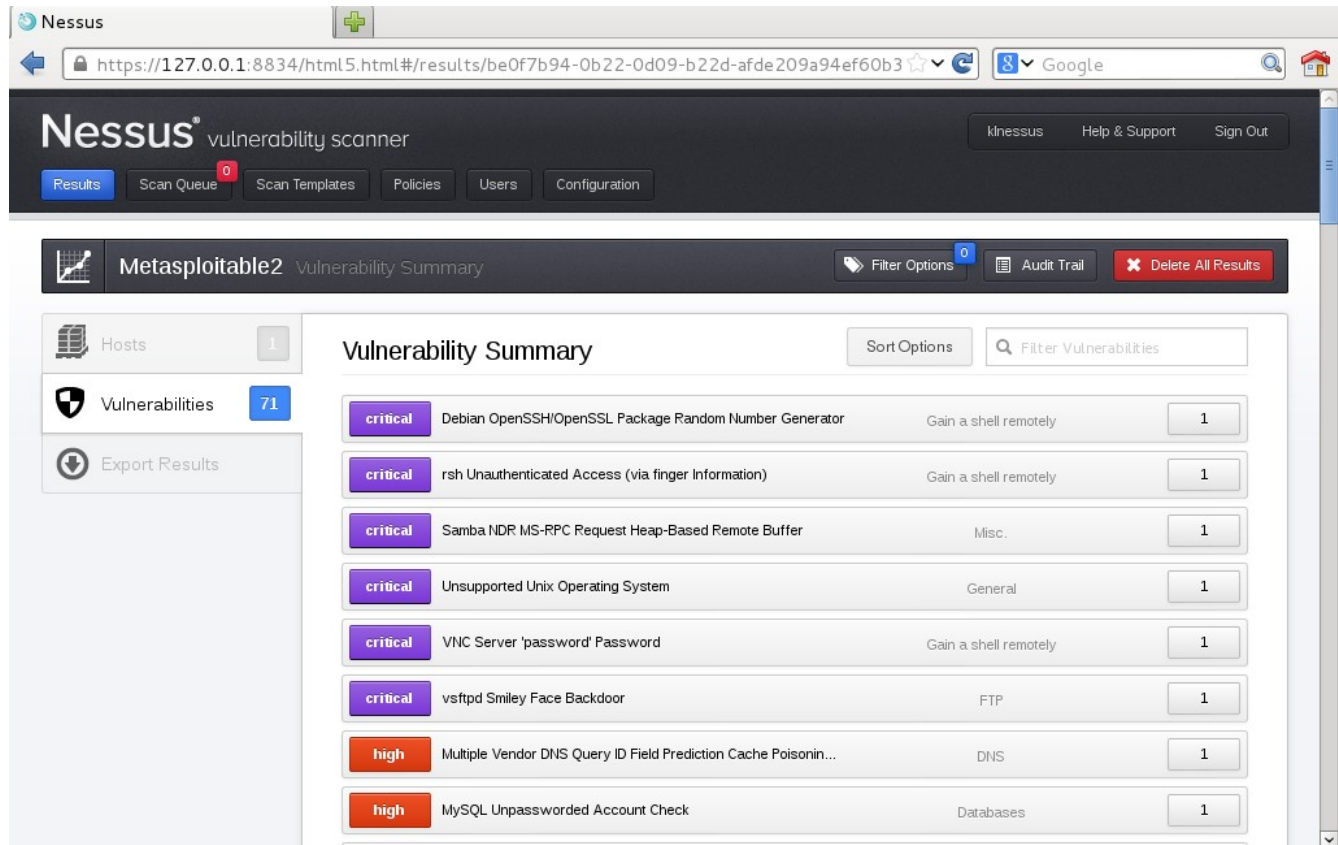 Nessus
https://127.0.0.1:8834/html5.html#/results/be0f7b94-0b22-0d09-b22d-afde209a94ef60b3
8 Google
Nessus® vulnerability scanner
klnessus Help & Support Sign Out
Results Scan Queue 0 Scan Templates Policies Users Configuration
Metasploitable2 Vulnerability Summary
Filter Options 0 Audit Trail Delete All Results
Hosts 1
Vulnerabilities 71
Export Results
Vulnerability Summary
Sort Options Filter Vulnerabilities
critical Debian OpenSSH/OpenSSL Package Random Number Generator Gain a shell remotely 1
critical rsh Unauthenticated Access (via finger Information) Gain a shell remotely 1
critical Samba NDR MS-RPC Request Heap-Based Remote Buffer Misc. 1
critical Unsupported Unix Operating System General 1
critical VNC Server 'password' Password Gain a shell remotely 1
critical vsftpd Smiley Face Backdoor FTP 1
high Multiple Vendor DNS Query ID Field Prediction Cache Poisonin... DNS 1
high MySQL Unpassworded Account Check Databases 1